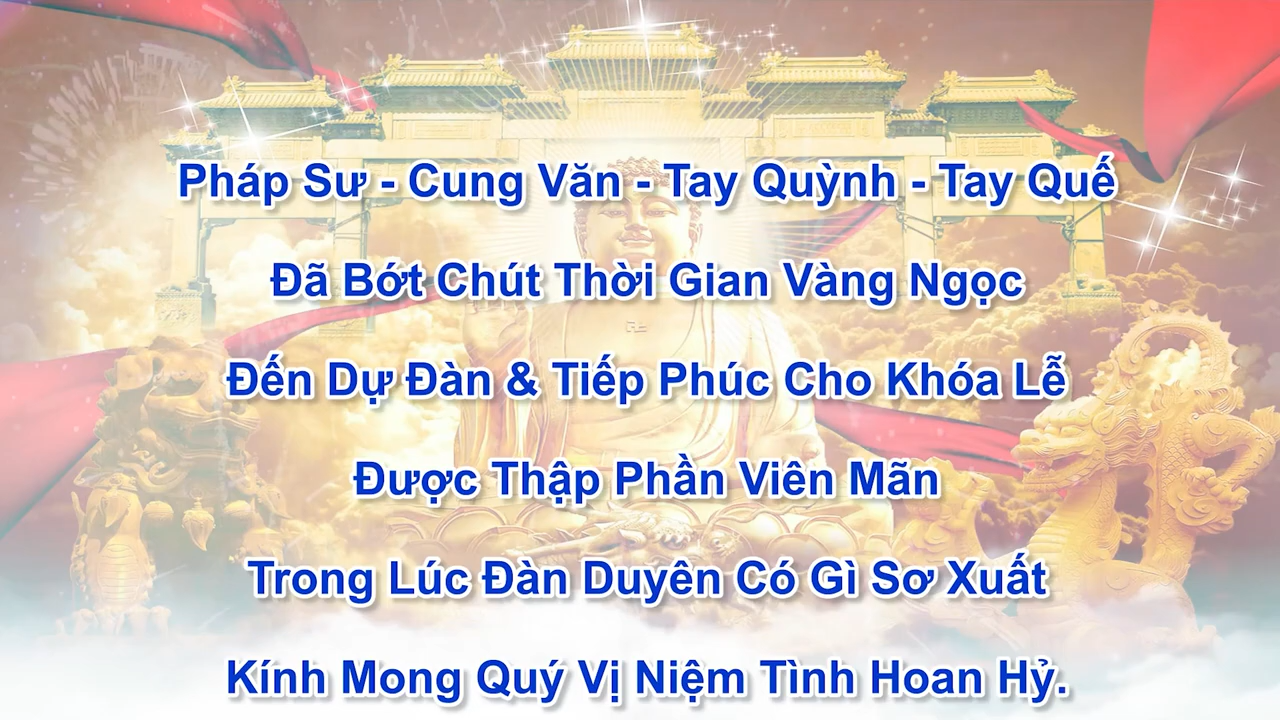 Pháp Sư - Cung Văn - Tay Quỳnh - Tay Quế
Đã Bớt Chút Thời Gian Vàng Ngọc
Đến Dự Đàn & Tiếp Phúc Cho Khóa Lễ
Được Thập Phần Viên Mãn
Trong Lúc Đàn Duyên Có Gì Sơ Xuất
Kính Mong Quý Vị Niệm Tình Hoan Hỷ.